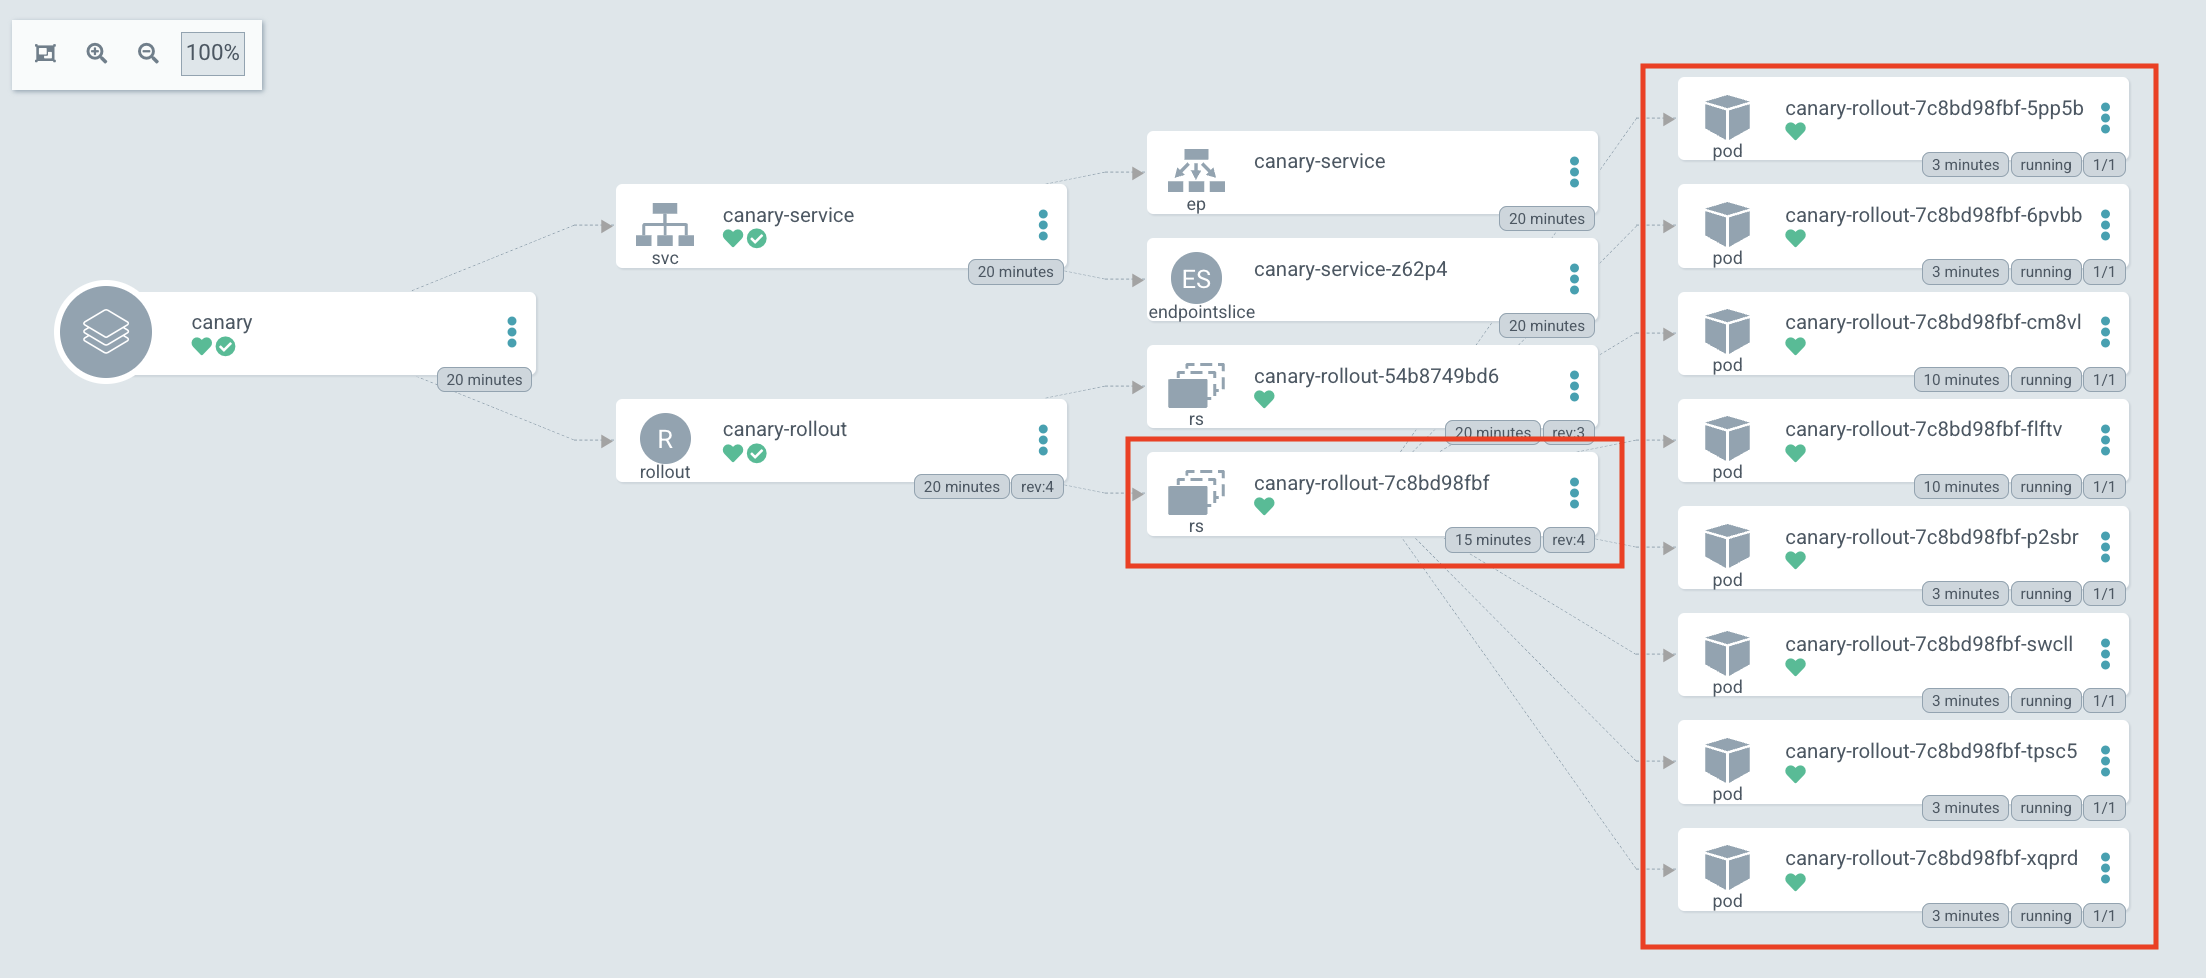 100%
canary
20 minutes
canary-service
svc
20 minutes
canary-rollout
R
rollout
20 minutes rev:4
canary-service
ep
20 minutes
canary-service-z62p4
ES
endpointslice
20 minutes
canary-rollout-54b8749bd6
rs
20 minutes rev:3
canary-rollout-7c8bd98fbf
rs
15 minutes rev:4
canary-rollout-7c8bd98fbf-5pp5b
pod
3 minutes running 1/1
canary-rollout-7c8bd98fbf-6pvbb
pod
3 minutes running 1/1
canary-rollout-7c8bd98fbf-cm8vl
pod
10 minutes running 1/1
canary-rollout-7c8bd98fbf-flftv
pod
10 minutes running 1/1
canary-rollout-7c8bd98fbf-p2sbr
pod
3 minutes running 1/1
canary-rollout-7c8bd98fbf-swcll
pod
3 minutes running 1/1
canary-rollout-7c8bd98fbf-tpsc5
pod
3 minutes running 1/1
canary-rollout-7c8bd98fbf-xqprd
pod
3 minutes running 1/1